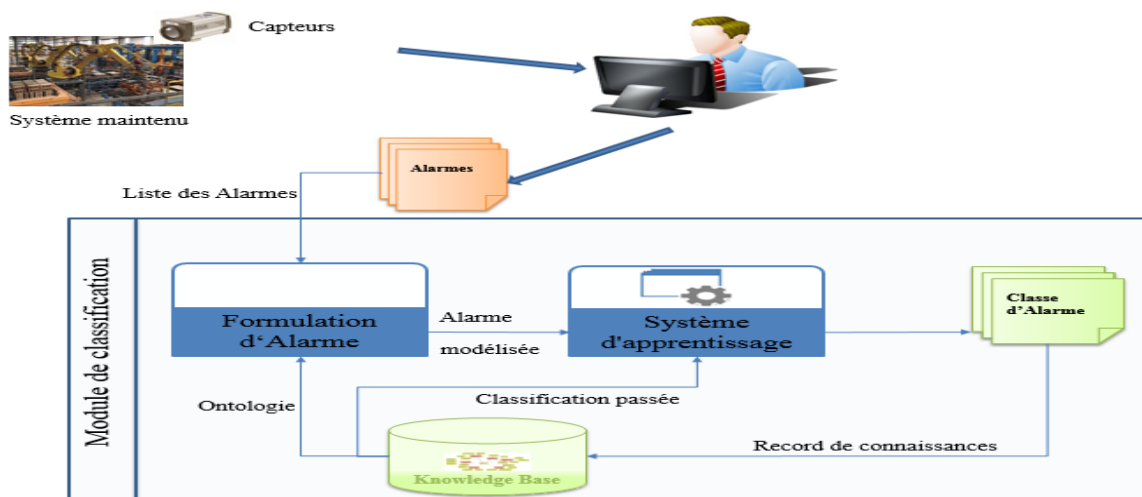 Capteurs
Système maintenu
Alarmes
Liste des Alarmes
Module de classification
Formulation
d‘Alarme
Alarme
modélisée
Système
d'apprentissage
Classe
d’Alarme
Ontologie
Classification passée
Record de connaissances
Knowledge Base